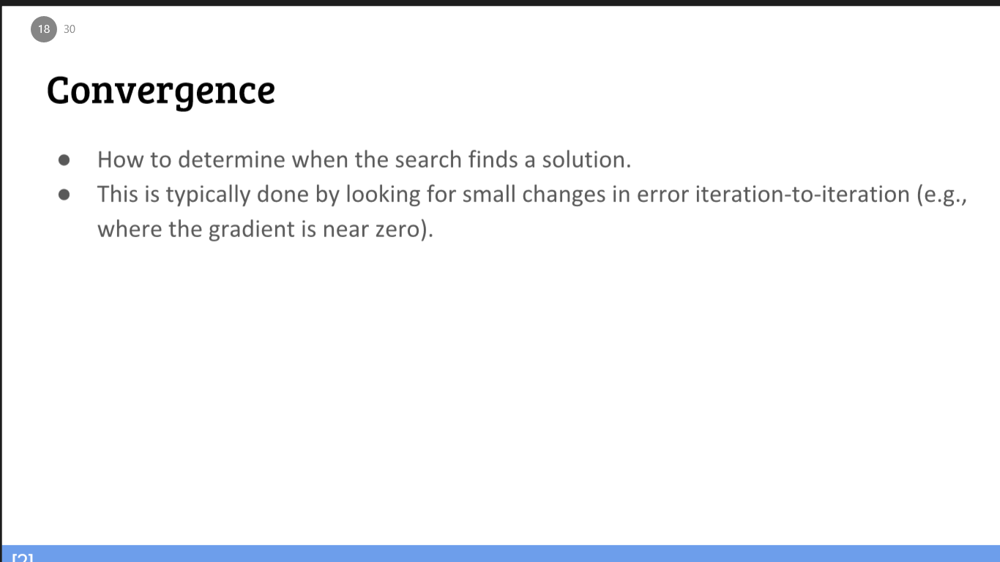 18 30
Convergence
● How to determine when the search finds a solution.
● This is typically done by looking for small changes in error iteration-to-iteration (e.g.,
where the gradient is near zero).
[2]